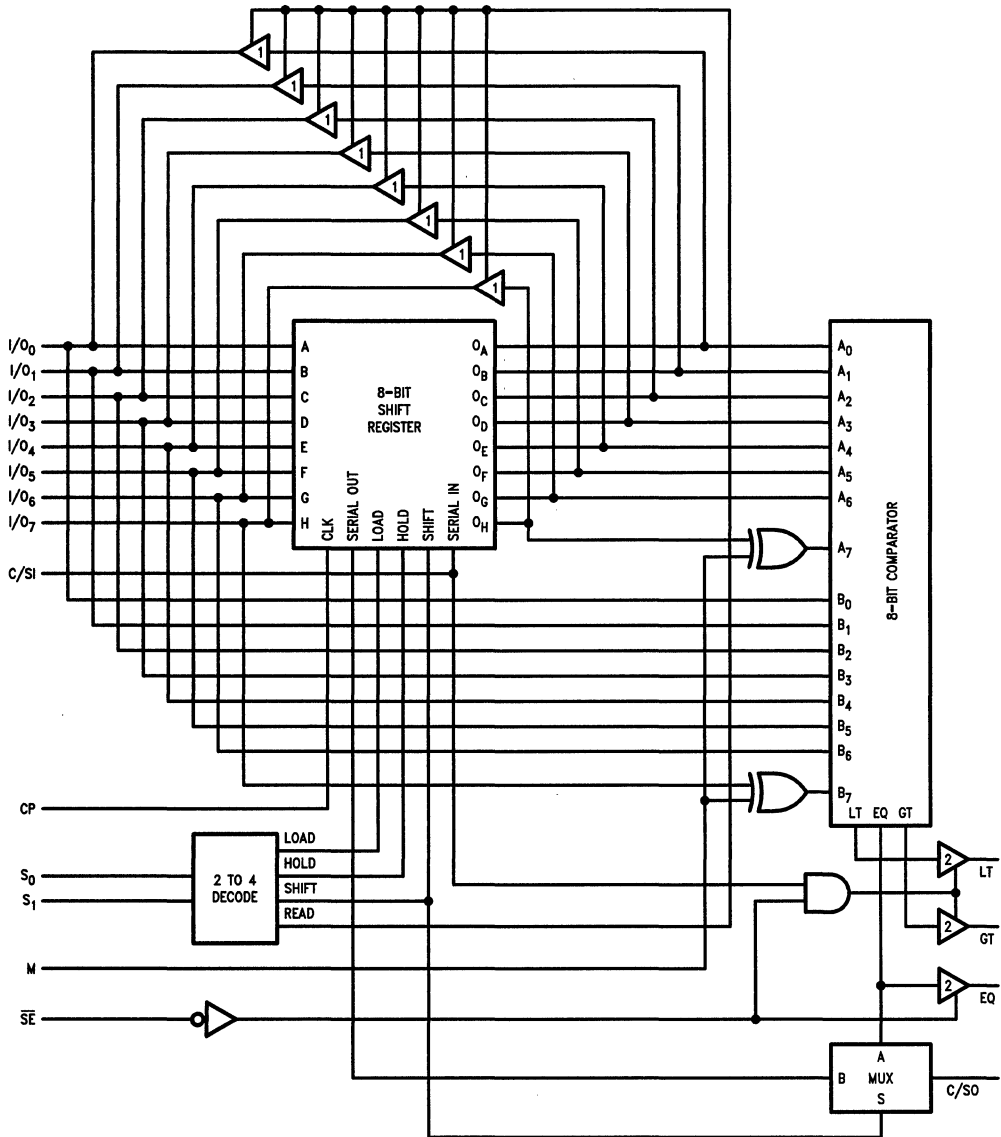 1
1
1
1
1
1
1
1
I/O0
I/O1
I/O2
I/O3
I/O4
I/O5
I/O6
I/O7
A
B
C
D
E
F
G
H
8-BIT
SHIFT
REGISTER
OA
OB
OC
OD
OE
OF
OG
OH
CLK
SERIAL OUT
LOAD
HOLD
SHIFT
SERIAL IN
A0
A1
A2
A3
A4
A5
A6
A7
B0
B1
B2
B3
B4
B5
B6
B7
8-BIT COMPARATOR
LT EQ GT
C/SI
CP
S0
S1
2 TO 4
DECODE
LOAD
HOLD
SHIFT
READ
2
LT
2
GT
M
2
EQ
SE
A
B MUX
S
C/SO